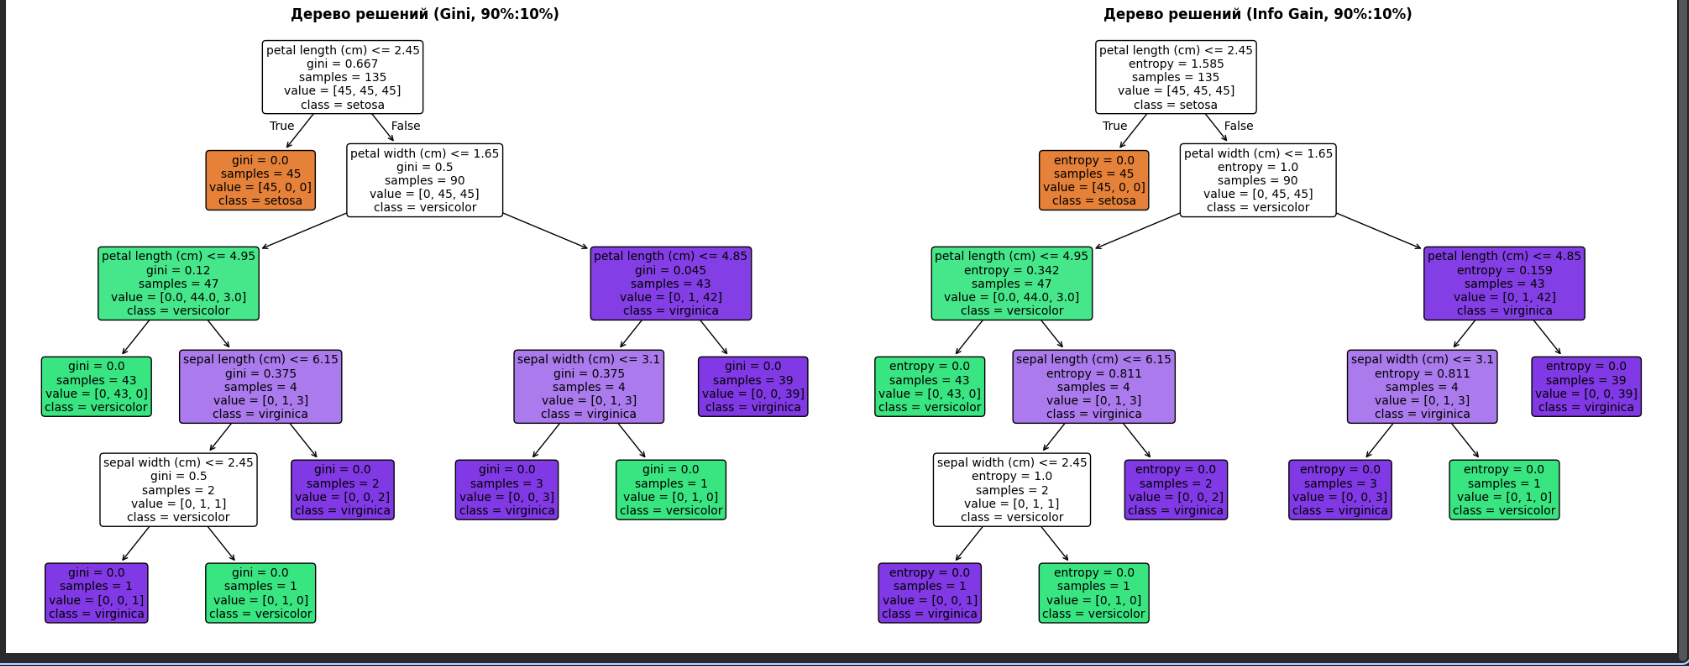 Дерево решений (Gini, 90%:10%)
petal length (cm) <= 2.45
gini = 0.667
samples = 135
value = [45, 45, 45]
class = setosa
True
False
gini = 0.0
samples = 45
value = [45, 0, 0]
class = setosa
petal width (cm) <= 1.65
gini = 0.5
samples = 90
value = [0, 45, 45]
class = versicolor
petal length (cm) <= 4.95
gini = 0.12
samples = 47
value = [0.0, 44.0, 3.0]
class = versicolor
petal length (cm) <= 4.85
gini = 0.045
samples = 43
value = [0, 1, 42]
class = virginica
gini = 0.0
samples = 43
value = [0, 43, 0]
class = versicolor
sepal length (cm) <= 6.15
gini = 0.375
samples = 4
value = [0, 1, 3]
class = virginica
sepal width (cm) <= 3.1
gini = 0.375
samples = 4
value = [0, 1, 3]
class = virginica
gini = 0.0
samples = 39
value = [0, 0, 39]
class = virginica
sepal width (cm) <= 2.45
gini = 0.5
samples = 2
value = [0, 1, 1]
class = versicolor
gini = 0.0
samples = 2
value = [0, 0, 2]
class = virginica
gini = 0.0
samples = 3
value = [0, 0, 3]
class = virginica
gini = 0.0
samples = 1
value = [0, 1, 0]
class = versicolor
gini = 0.0
samples = 1
value = [0, 0, 1]
class = virginica
gini = 0.0
samples = 1
value = [0, 1, 0]
class = versicolor
Дерево решений (Info Gain, 90%:10%)
petal length (cm) <= 2.45
entropy = 1.585
samples = 135
value = [45, 45, 45]
class = setosa
True
False
entropy = 0.0
samples = 45
value = [45, 0, 0]
class = setosa
petal width (cm) <= 1.65
entropy = 1.0
samples = 90
value = [0, 45, 45]
class = versicolor
petal length (cm) <= 4.95
entropy = 0.342
samples = 47
value = [0.0, 44.0, 3.0]
class = versicolor
petal length (cm) <= 4.85
entropy = 0.159
samples = 43
value = [0, 1, 42]
class = virginica
entropy = 0.0
samples = 43
value = [0, 43, 0]
class = versicolor
sepal length (cm) <= 6.15
entropy = 0.811
samples = 4
value = [0, 1, 3]
class = virginica
sepal width (cm) <= 3.1
entropy = 0.811
samples = 4
value = [0, 1, 3]
class = virginica
entropy = 0.0
samples = 39
value = [0, 0, 39]
class = virginica
sepal width (cm) <= 2.45
entropy = 1.0
samples = 2
value = [0, 1, 1]
class = versicolor
entropy = 0.0
samples = 2
value = [0, 0, 2]
class = virginica
entropy = 0.0
samples = 3
value = [0, 0, 3]
class = virginica
entropy = 0.0
samples = 1
value = [0, 1, 0]
class = versicolor
entropy = 0.0
samples = 1
value = [0, 0, 1]
class = virginica
entropy = 0.0
samples = 1
value = [0, 1, 0]
class = versicolor